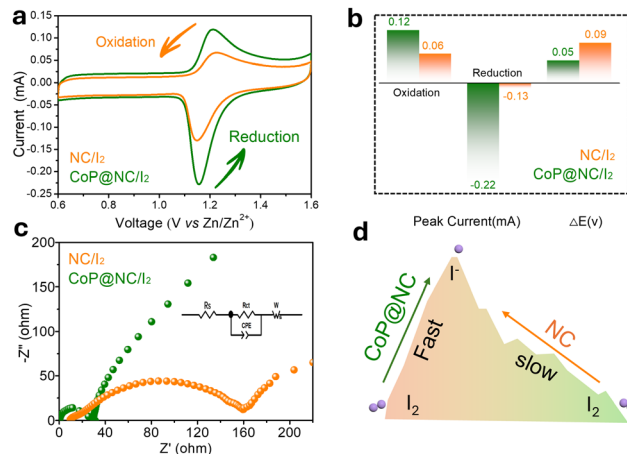 a
Oxidation
Reduction
NC/I₂
CoP@NC/I₂
Current (mA)
0.15
0.10
0.05
0.00
-0.05
-0.10
-0.15
-0.20
-0.25
0.6
0.8
1.0
1.2
1.4
1.6
Voltage (V vs Zn/Zn²⁺)
b
0.12
0.06
Oxidation
Reduction
-0.22
-0.13
0.05
0.09
NC/I₂
CoP@NC/I₂
Peak Current(mA)
△E(v)
c
NC/I₂
CoP@NC/I₂
Rs
Rct
W
CPE
-Z'' (ohm)
-200
-150
-100
-50
0
0
40
80
120
160
200
Z' (ohm)
d
I⁻
CoP@NC
Fast
NC
slow
I₂
I₂